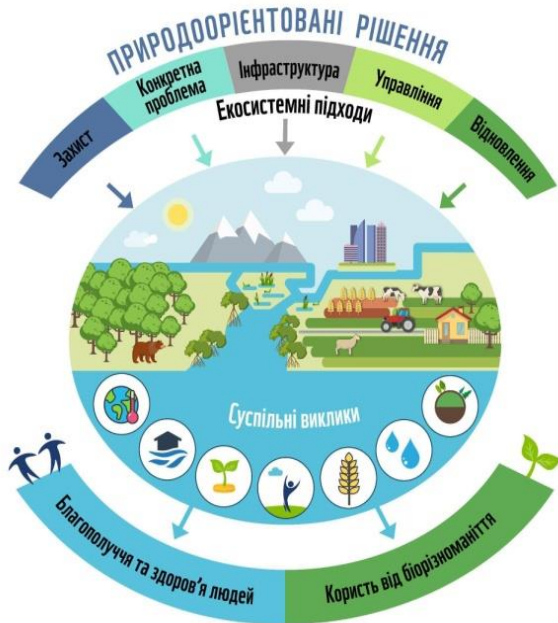 ПРИРОДООРІЄНТОВАНІ РІШЕННЯ
Захист
Конкретна
проблема
Інфраструктура
Управління
Відновлення
Екосистемні підходи
Суспільні виклики
Благополуччя та здоров'я людей
Користь від біорізноманіття